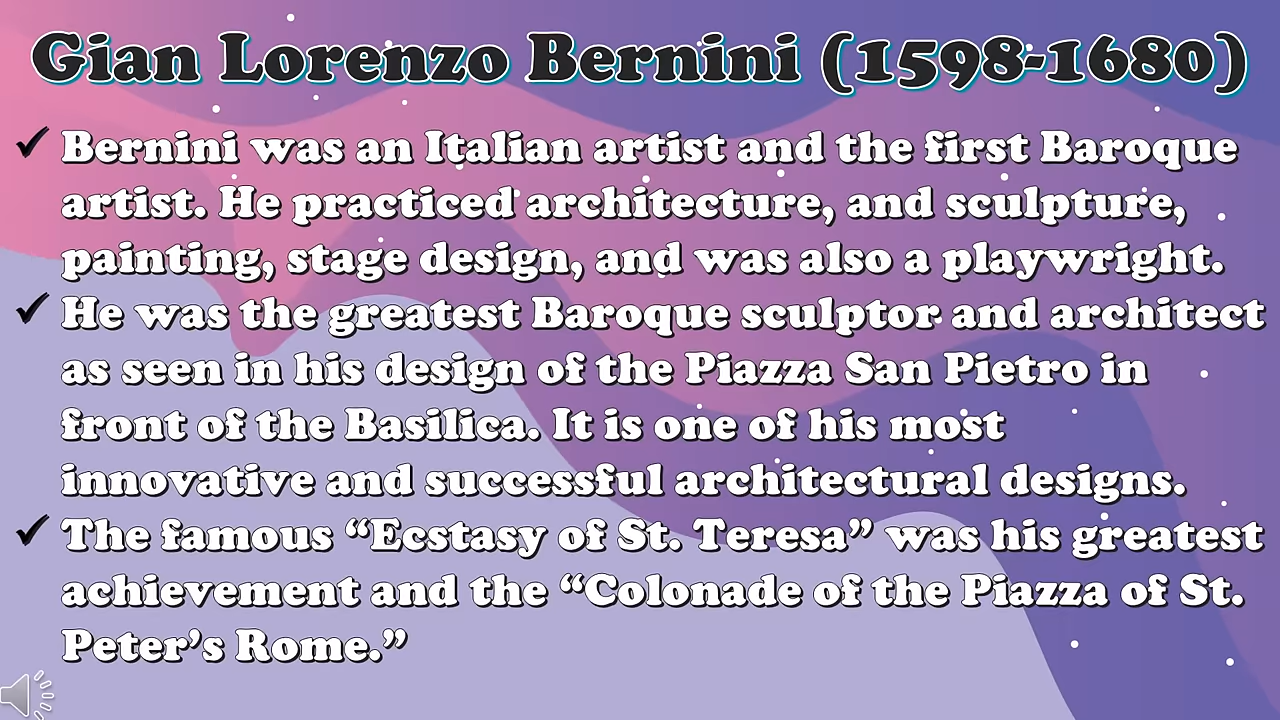 Gian Lorenzo Bernini (1598-1680)
✓ Bernini was an Italian artist and the first Baroque
artist. He practiced architecture, and sculpture,
painting, stage design, and was also a playwright.
✓ He was the greatest Baroque sculptor and architect
as seen in his design of the Piazza San Pietro in
front of the Basilica. It is one of his most
innovative and successful architectural designs.
✓ The famous “Ecstasy of St. Teresa” was his greatest
achievement and the “Colonade of the Piazza of St.
Peter’s Rome.”